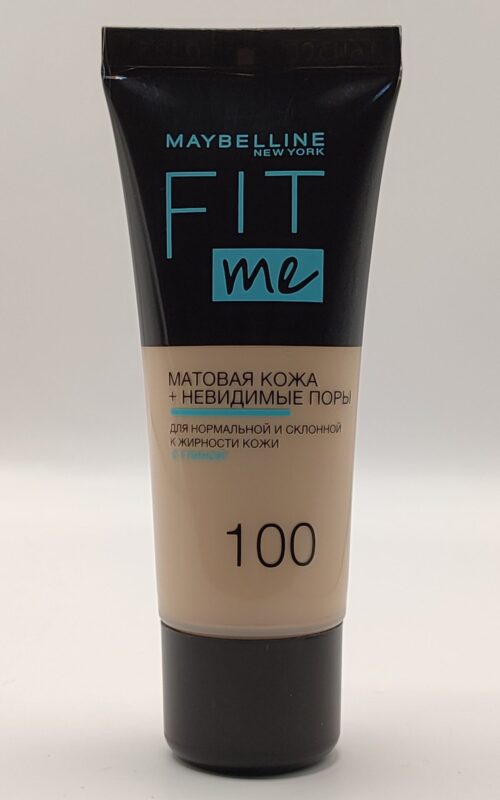 MAYBELLINE
NEW YORK
FIT
me
МАТОВАЯ КОЖА
+ НЕВИДИМЫЕ ПОРЫ
ДЛЯ НОРМАЛЬНОЙ И СКЛОННОЙ
К ЖИРНОСТИ КОЖИ
100